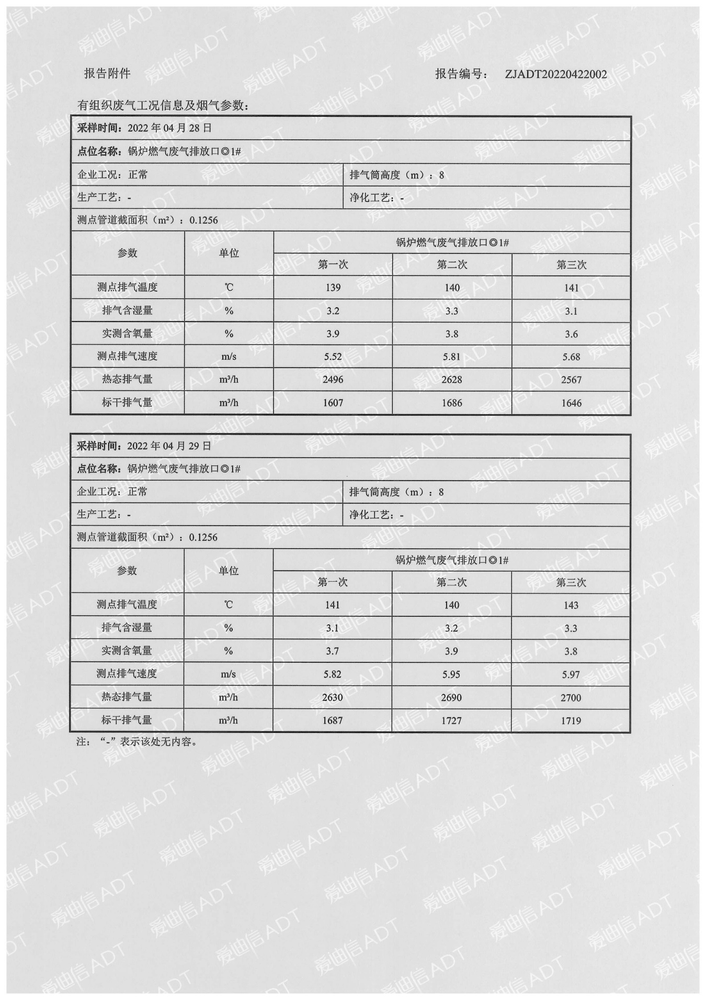 报告附件 报告编号： ZJADT20220422002
有组织废气工况信息及烟气参数：
采样时间：2022 年 04 月 28 日
点位名称：锅炉燃气废气排放口◎1#
企业工况：正常 排气筒高度（m）：8
生产工艺：- 净化工艺：-
测点管道截面积（m²）：0.1256
参数 单位 锅炉燃气废气排放口◎1#
第一次 第二次 第三次
测点排气温度 ℃ 139 140 141
排气含湿量 % 3.2 3.3 3.1
实测含氧量 % 3.9 3.8 3.6
测点排气速度 m/s 5.52 5.81 5.68
热态排气量 m³/h 2496 2628 2567
标干排气量 m³/h 1607 1686 1646
采样时间：2022 年 04 月 29 日
点位名称：锅炉燃气废气排放口◎1#
企业工况：正常 排气筒高度（m）：8
生产工艺：- 净化工艺：-
测点管道截面积（m²）：0.1256
参数 单位 锅炉燃气废气排放口◎1#
第一次 第二次 第三次
测点排气温度 ℃ 141 140 143
排气含湿量 % 3.1 3.2 3.3
实测含氧量 % 3.7 3.9 3.8
测点排气速度 m/s 5.82 5.95 5.97
热态排气量 m³/h 2630 2690 2700
标干排气量 m³/h 1687 1727 1719
注：“-”表示该处无内容。
爱迪信ADT